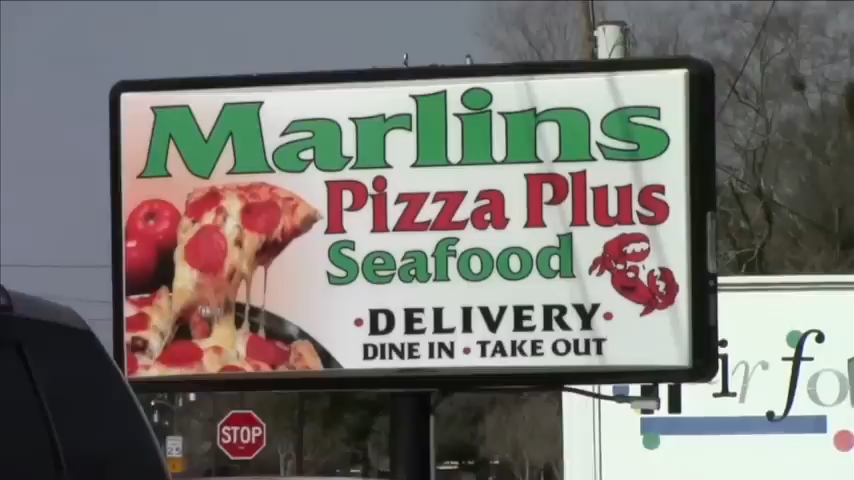 Marlins
Pizza Plus
Seafood
•DELIVERY•
DINE IN • TAKE OUT
STOP